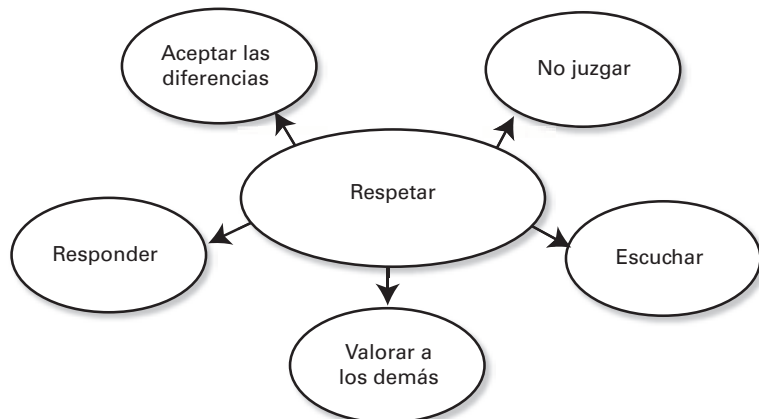 Aceptar las
diferencias
No juzgar
Respetar
Responder
Escuchar
Valorar a
los demás